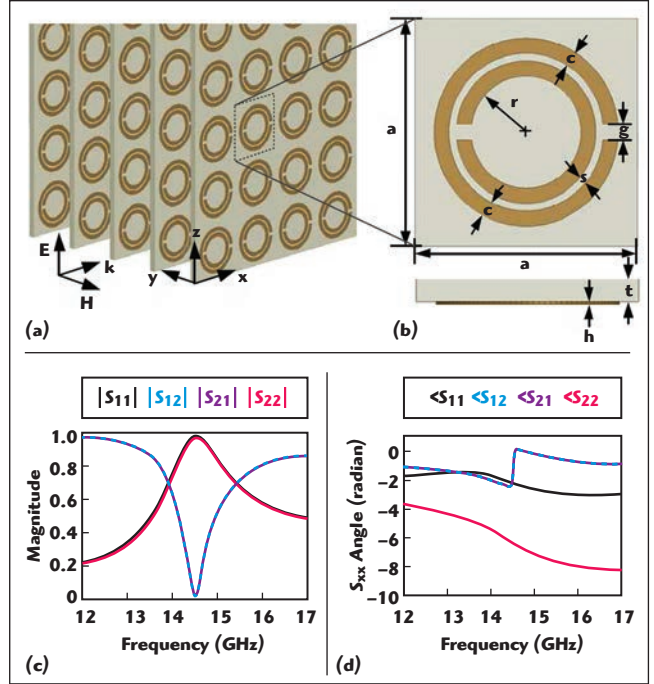 E
k
H
y
z
x
(a)
a
r
c
g
s
c
a
t
h
(b)
|S11| |S12| |S21| |S22|
Magnitude
1.0
0.8
0.6
0.4
0.2
0
12 13 14 15 16 17
Frequency (GHz)
(c)
<S11 <S12 <S21 <S22
Sxx Angle (radian)
0
−2
−4
−6
−8
−10
12 13 14 15 16 17
Frequency (GHz)
(d)